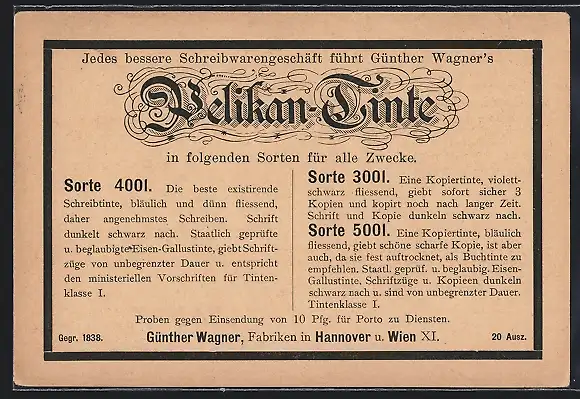 Jedes bessere Schreibwarengeschäft führt Günther Wagner's
Pelikan-Tinte
in folgenden Sorten für alle Zwecke.
Sorte 4001. Die beste existirende
Schreibtinte, bläulich und dünn fliessend,
daher angenehmstes Schreiben. Schrift
dunkelt schwarz nach. Staatlich geprüfte
u. beglaubigte Eisen-Gallustinte, giebt Schrift-
züge von unbegrenzter Dauer u. entspricht
den ministeriellen Vorschriften für Tinten-
klasse I.
Sorte 3001. Eine Kopiertinte, violett-
schwarz fliessend, giebt sofort sicher 3
Kopien und kopirt noch nach langer Zeit.
Schrift und Kopie dunkeln schwarz nach.
Sorte 5001. Eine Kopiertinte, bläulich
fliessend, giebt schöne scharfe Kopie, ist aber
auch, da sie fest auftrocknet, als Buchtinte zu
empfehlen. Staatl. geprüf. u. beglaubig. Eisen-
Gallustinte, Schriftzüge u. Kopieen dunkeln
schwarz nach u. sind von unbegrenzter Dauer.
Tintenklasse I.
Proben gegen Einsendung von 10 Pfg. für Porto zu Diensten.
Gegr. 1838. Günther Wagner, Fabriken in Hannover u. Wien XI. 20 Ausz.